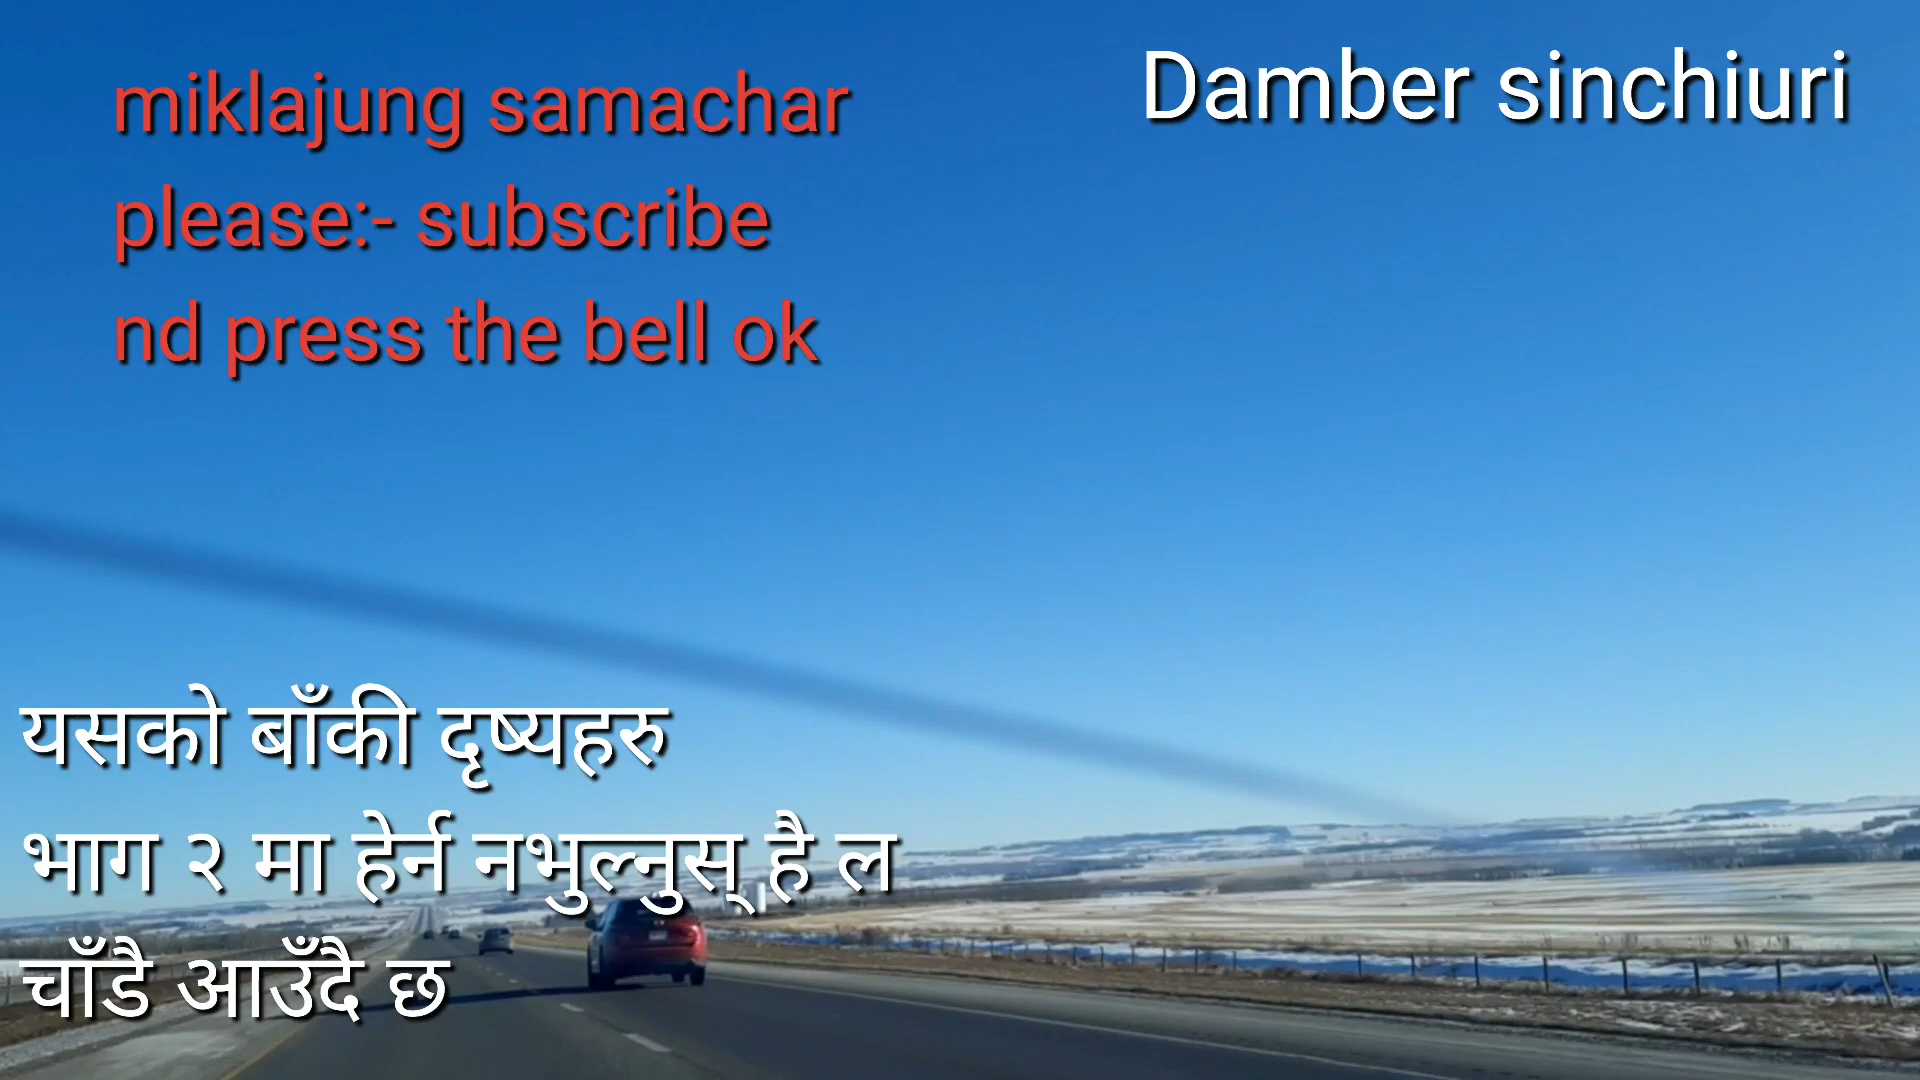 miklajung samachar
please:- subscribe
nd press the bell ok
Damber sinchiuri
यसको बाँकी दृष्यहरु
भाग २ मा हेर्न नभुल्नुस् है ल
चाँडै आउँदै छ